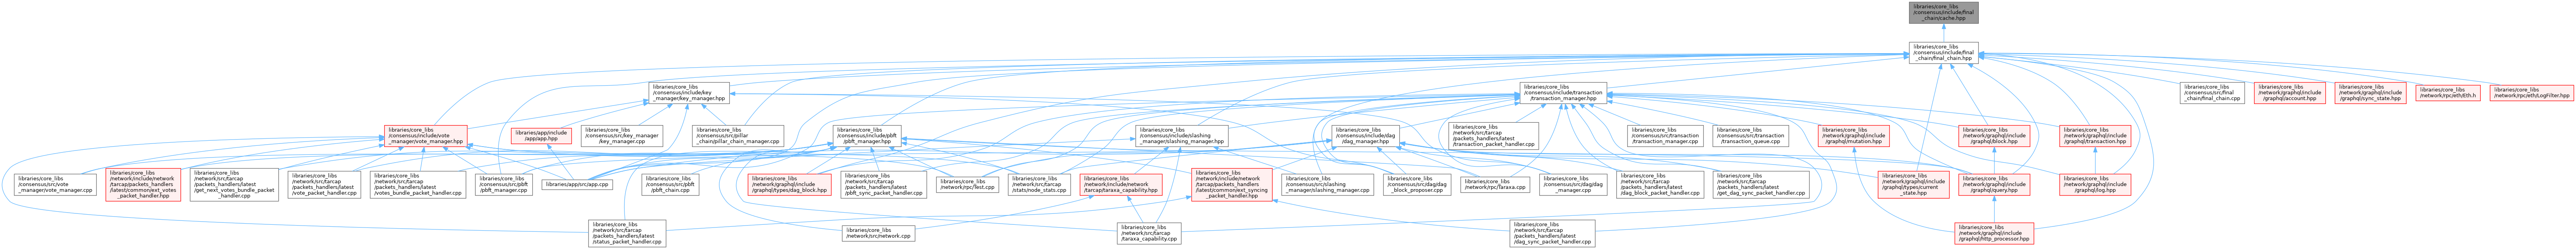 libraries/core_libs
/consensus/include/final
_chain/cache.hpp
libraries/core_libs
/consensus/include/final
_chain/final_chain.hpp
libraries/core_libs
/consensus/include/key
_manager/key_manager.hpp
libraries/core_libs
/consensus/include/transaction
/transaction_manager.hpp
libraries/core_libs
/consensus/src/final
_chain/final_chain.cpp
libraries/core_libs
/network/graphql/include
/graphql/account.hpp
libraries/core_libs
/network/graphql/include
/graphql/sync_state.hpp
libraries/core_libs
/network/rpc/eth/Eth.h
libraries/core_libs
/network/rpc/eth/LogFilter.hpp
libraries/core_libs
/consensus/include/vote
_manager/vote_manager.hpp
libraries/app/include
/app/app.hpp
libraries/core_libs
/consensus/src/key_manager
/key_manager.cpp
libraries/core_libs
/consensus/src/pillar
_chain/pillar_chain_manager.cpp
libraries/core_libs
/consensus/include/pbft
/pbft_manager.hpp
libraries/core_libs
/consensus/include/slashing
_manager/slashing_manager.hpp
libraries/core_libs
/consensus/include/dag
/dag_manager.hpp
libraries/core_libs
/network/src/tarcap
/packets_handlers/latest
/transaction_packet_handler.cpp
libraries/core_libs
/consensus/src/transaction
/transaction_manager.cpp
libraries/core_libs
/consensus/src/transaction
/transaction_queue.cpp
libraries/core_libs
/network/graphql/include
/graphql/mutation.hpp
libraries/core_libs
/network/graphql/include
/graphql/block.hpp
libraries/core_libs
/network/graphql/include
/graphql/transaction.hpp
libraries/core_libs
/consensus/src/vote
_manager/vote_manager.cpp
libraries/core_libs
/network/include/network
/tarcap/packets_handlers
/latest/common/ext_votes
_packet_handler.hpp
libraries/core_libs
/network/src/tarcap
/packets_handlers/latest
/get_next_votes_bundle_packet
_handler.cpp
libraries/core_libs
/network/src/tarcap
/packets_handlers/latest
/vote_packet_handler.cpp
libraries/core_libs
/network/src/tarcap
/packets_handlers/latest
/votes_bundle_packet_handler.cpp
libraries/core_libs
/consensus/src/pbft
/pbft_manager.cpp
libraries/app/src/app.cpp
libraries/core_libs
/consensus/src/pbft
/pbft_chain.cpp
libraries/core_libs
/network/graphql/include
/graphql/types/dag_block.hpp
libraries/core_libs
/network/src/tarcap
/packets_handlers/latest
/pbft_sync_packet_handler.cpp
libraries/core_libs
/network/rpc/Test.cpp
libraries/core_libs
/network/src/tarcap
/stats/node_stats.cpp
libraries/core_libs
/network/include/network
/tarcap/taraxa_capability.hpp
libraries/core_libs
/network/include/network
/tarcap/packets_handlers
/latest/common/ext_syncing
_packet_handler.hpp
libraries/core_libs
/consensus/src/slashing
_manager/slashing_manager.cpp
libraries/core_libs
/consensus/src/dag/dag
_block_proposer.cpp
libraries/core_libs
/network/rpc/Taraxa.cpp
libraries/core_libs
/consensus/src/dag/dag
_manager.cpp
libraries/core_libs
/network/src/tarcap
/packets_handlers/latest
/dag_block_packet_handler.cpp
libraries/core_libs
/network/src/tarcap
/packets_handlers/latest
/get_dag_sync_packet_handler.cpp
libraries/core_libs
/network/graphql/include
/graphql/types/current
_state.hpp
libraries/core_libs
/network/graphql/include
/graphql/query.hpp
libraries/core_libs
/network/graphql/include
/graphql/log.hpp
libraries/core_libs
/network/src/tarcap
/packets_handlers/latest
/status_packet_handler.cpp
libraries/core_libs
/network/src/network.cpp
libraries/core_libs
/network/src/tarcap
/taraxa_capability.cpp
libraries/core_libs
/network/src/tarcap
/packets_handlers/latest
/dag_sync_packet_handler.cpp
libraries/core_libs
/network/graphql/include
/graphql/http_processor.hpp